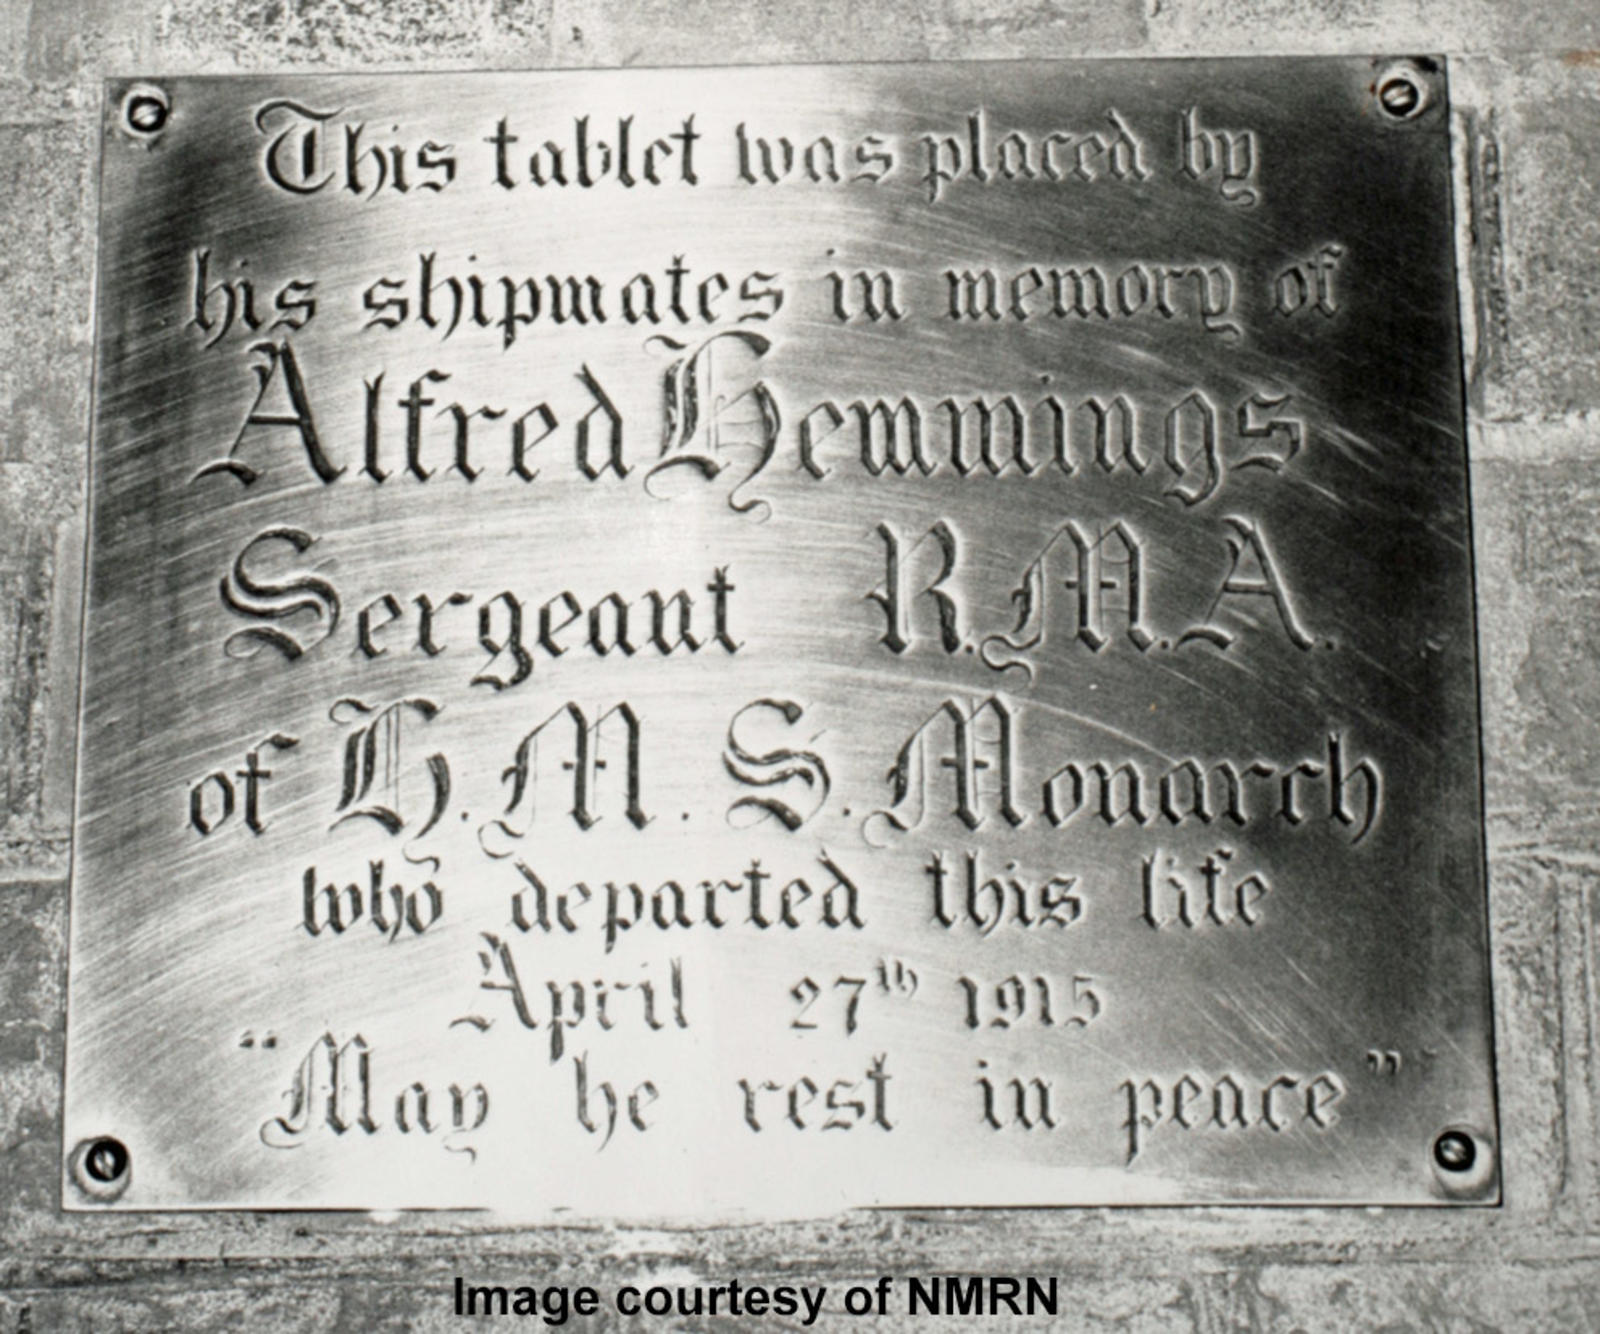 This tablet was placed by
his shipmates in memory of
Alfred Hemmings
Sergeant R.M.A.
of H.M.S. Monarch
who departed this life
April 27th 1915
"May he rest in peace"
Image courtesy of NMRN